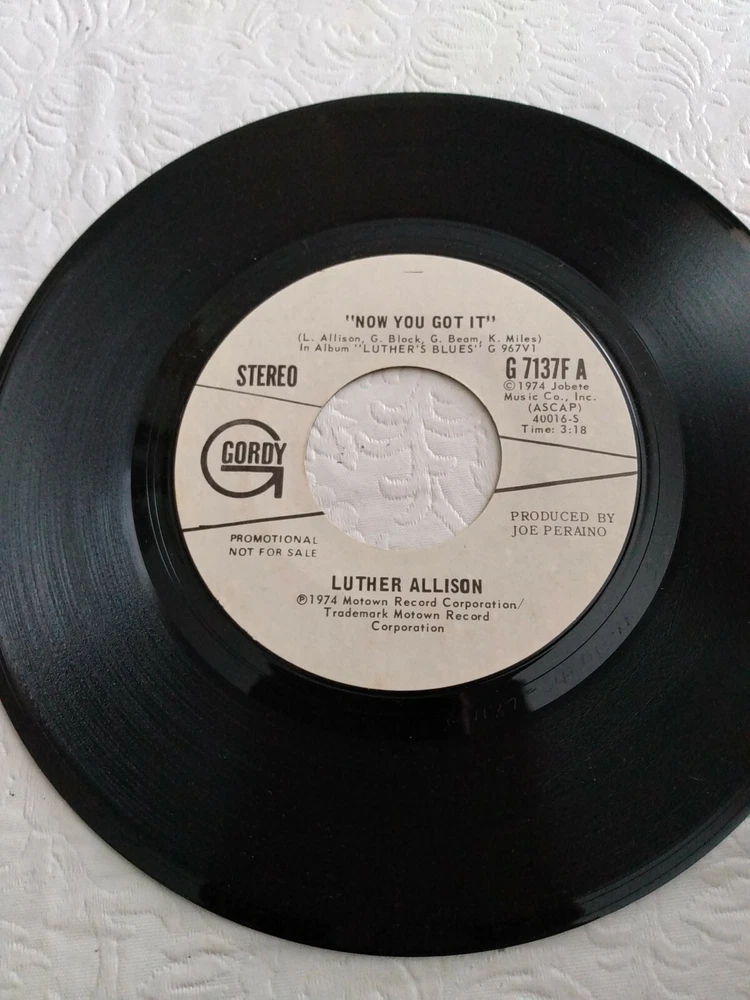 "NOW YOU GOT IT"
(L. Allison, G. Block, G. Beam, K. Miles)
In Album "LUTHER'S BLUES" G 967V1
STEREO
G 7137F A
©1974 Jobete
Music Co., Inc.
(ASCAP)
40016-S
Time: 3:18
GORDY
PROMOTIONAL
NOT FOR SALE
PRODUCED BY
JOE PERAINO
LUTHER ALLISON
℗1974 Motown Record Corporation/
Trademark Motown Record
Corporation